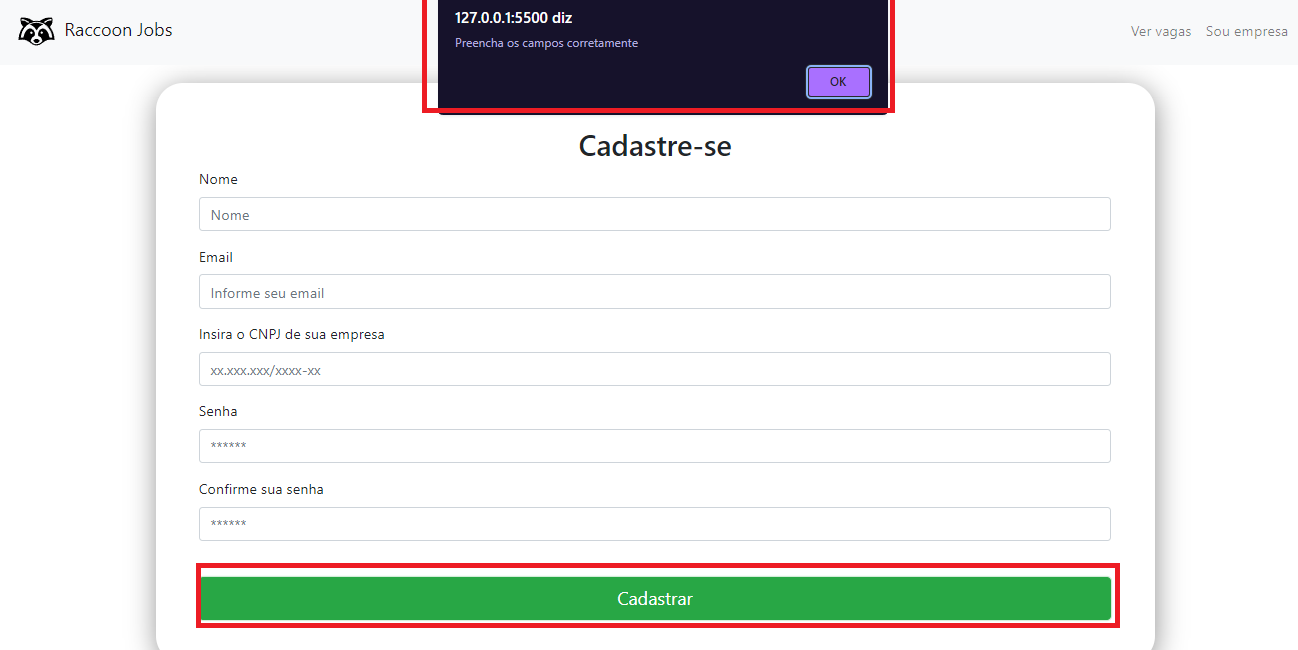 Raccoon Jobs
127.0.0.1:5500 diz
Preencha os campos corretamente
OK
Ver vagas
Sou empresa
Cadastre-se
Nome
Nome
Email
Informe seu email
Insira o CNPJ de sua empresa
xx.xxx.xxx/xxxx-xx
Senha
******
Confirme sua senha
******
Cadastrar